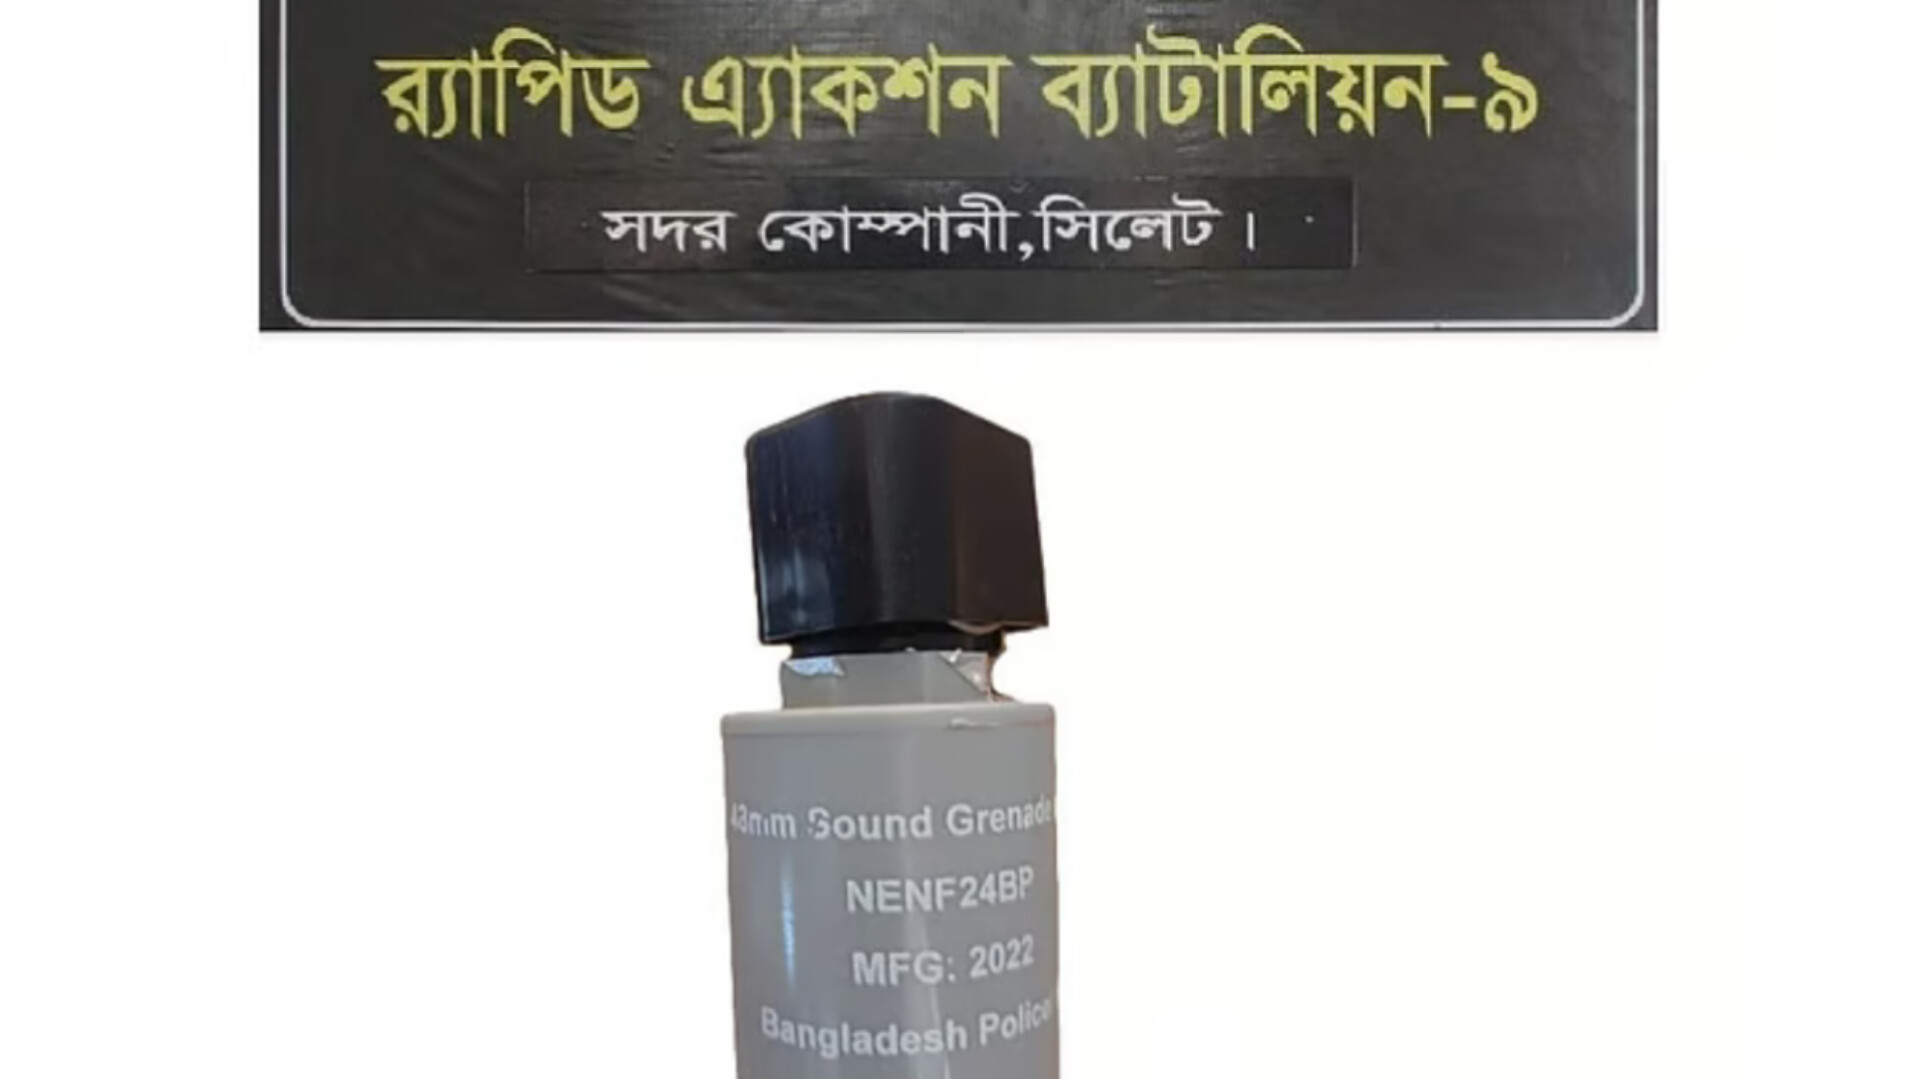 র‍্যাপিড এ্যাকশন ব্যাটালিয়ন-৯
সদর কোম্পানী,সিলেট।
43mm Sound Grenade
NENF24BP
MFG: 2022
Bangladesh Police